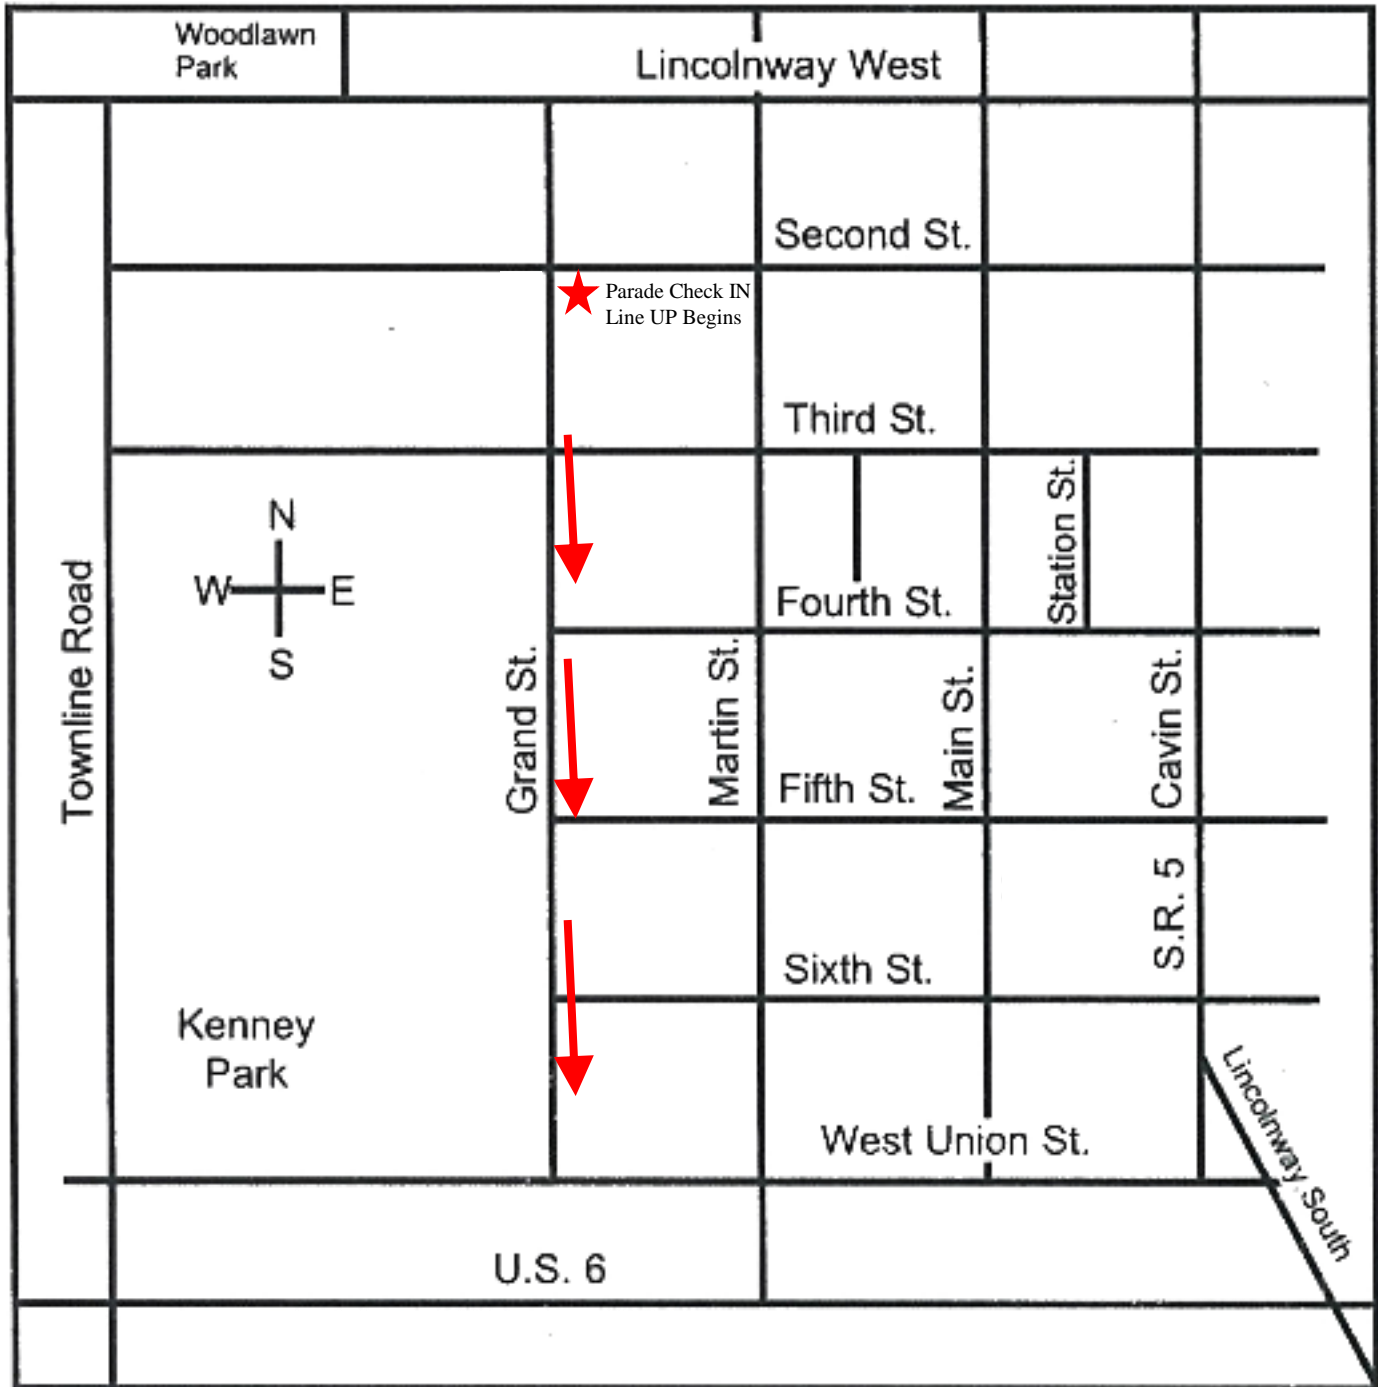 Woodlawn
Park
Lincolnway West
Second St.
Parade Check IN
Line UP Begins
Third St.
N
W E
S
Station St.
Fourth St.
Townline Road
Grand St.
Martin St.
Main St.
Cavin St.
Fifth St.
S.R. 5
Sixth St.
Kenney
Park
Lincolnway South
West Union St.
U.S. 6